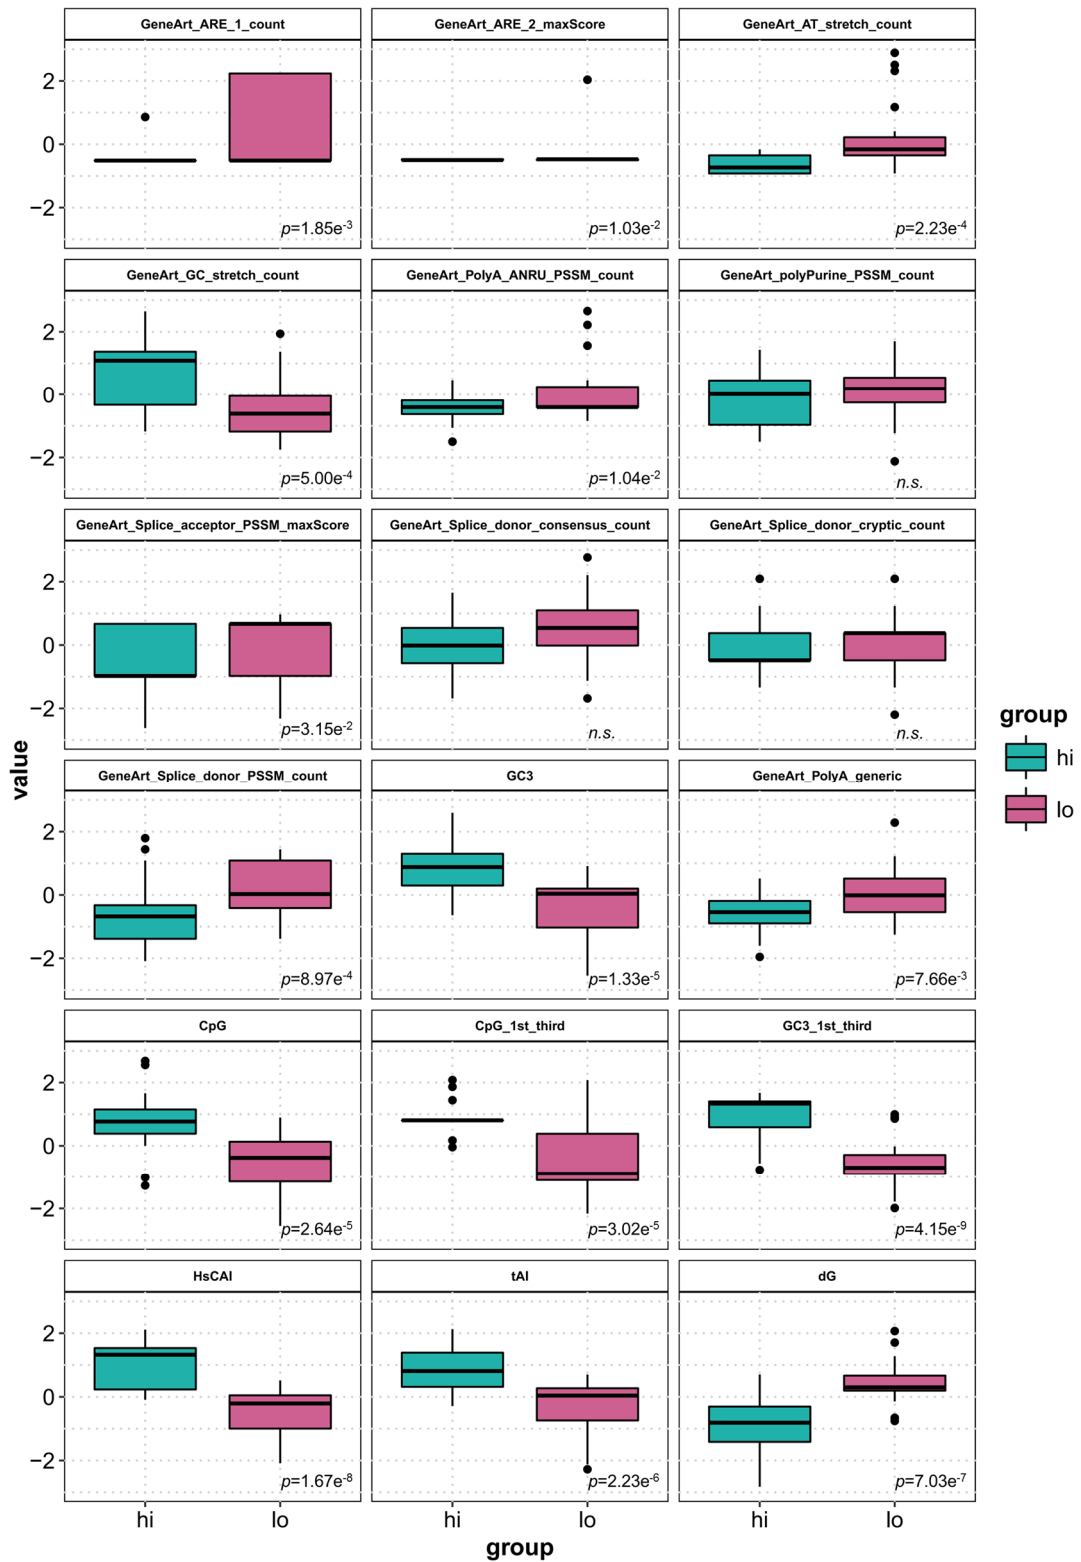 GeneArt_ARE_1_count GeneArt_ARE_2_maxScore GeneArt_AT_stretch_count
2
0
−2
p=1.85e-3 p=1.03e-2 p=2.23e-4
GeneArt_GC_stretch_count GeneArt_PolyA_ANRU_PSSM_count GeneArt_polyPurine_PSSM_count
2
0
−2
p=5.00e-4 p=1.04e-2 n.s.
GeneArt_Splice_acceptor_PSSM_maxScore GeneArt_Splice_donor_consensus_count GeneArt_Splice_donor_cryptic_count
2
0
−2
p=3.15e-2 n.s. n.s.
group
hi
lo
value
GeneArt_Splice_donor_PSSM_count GC3 GeneArt_PolyA_generic
2
0
−2
p=8.97e-4 p=1.33e-5 p=7.66e-3
CpG CpG_1st_third GC3_1st_third
2
0
−2
p=2.64e-5 p=3.02e-5 p=4.15e-9
HsCAI tAI dG
2
0
−2
p=1.67e-8 p=2.23e-6 p=7.03e-7
hi lo hi lo hi lo
group